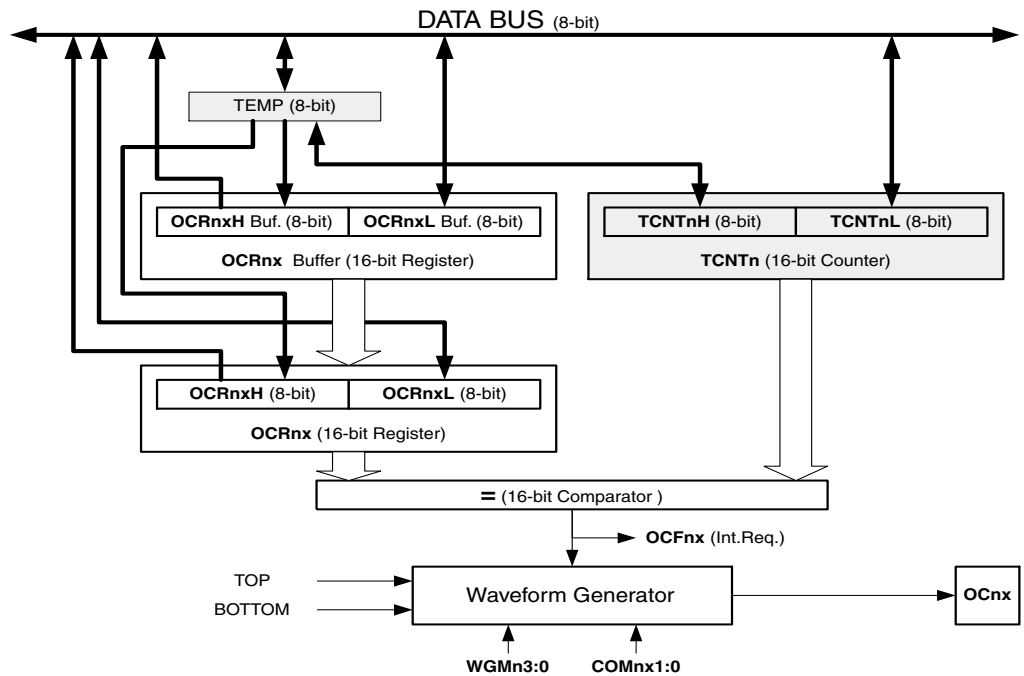 DATA BUS (8-bit)
TEMP (8-bit)
OCRnxH Buf. (8-bit) OCRnxL Buf. (8-bit)
OCRnx Buffer (16-bit Register)
TCNTnH (8-bit) TCNTnL (8-bit)
TCNTn (16-bit Counter)
OCRnxH (8-bit) OCRnxL (8-bit)
OCRnx (16-bit Register)
= (16-bit Comparator )
OCFnx (Int.Req.)
TOP
BOTTOM
Waveform Generator
OCnx
WGMn3:0 COMnx1:0